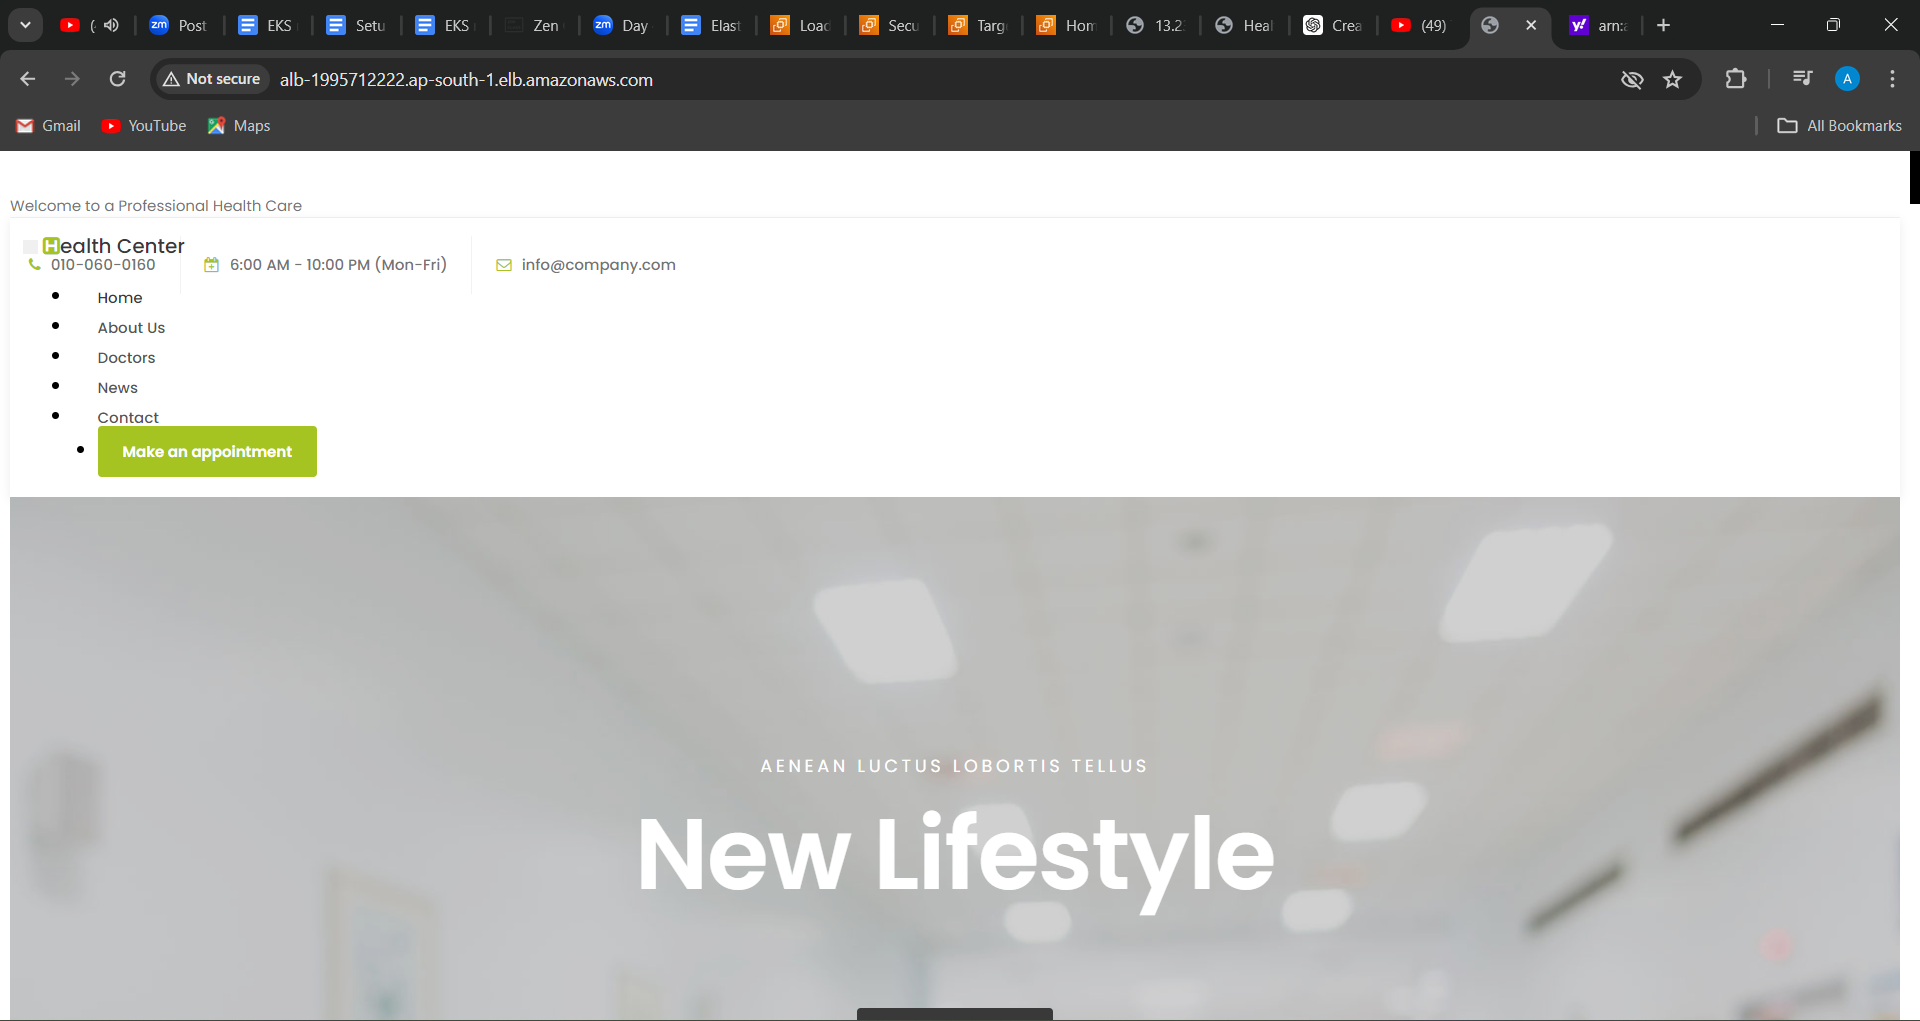 zm Post
EKS
Setu
EKS
Zen
zm Day
Elast
Load
Secu
Targ
Hom
13.2
Heal
Crea
(49)
y! arn:
Not secure alb-1995712222.ap-south-1.elb.amazonaws.com A
Gmail YouTube Maps All Bookmarks
Welcome to a Professional Health Care
Health Center
010-060-0160 6:00 AM - 10:00 PM (Mon-Fri) info@company.com
Home
About Us
Doctors
News
Contact
Make an appointment
AENEAN LUCTUS LOBORTIS TELLUS
New Lifestyle